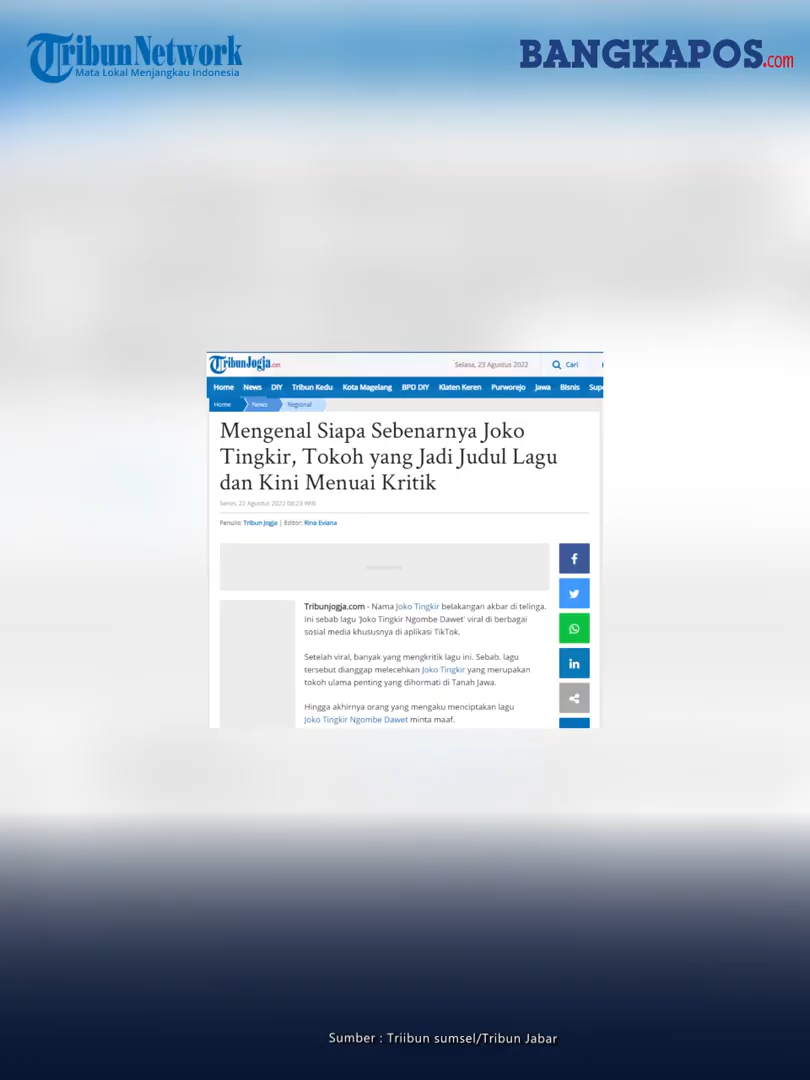 TribunNetwork
Mata Lokal Menjangkau Indonesia
BANGKAPOS.com
TribunJogja.com
Selasa, 23 Agustus 2022
Cari
Home News DIY Tribun Kedu Kota Magelang BPD DIY Klaten Keren Purworejo Jawa Bisnis Supe
Home News Regional
Mengenal Siapa Sebenarnya Joko
Tingkir, Tokoh yang Jadi Judul Lagu
dan Kini Menuai Kritik
Senin, 22 Agustus 2022 08:23 WIB
Penulis: Tribun Jogja | Editor: Rina Eviana
Tribunjogja.com - Nama Joko Tingkir belakangan akbar di telinga.
Ini sebab lagu 'Joko Tingkir Ngombe Dawet' viral di berbagai
sosial media khususnya di aplikasi TikTok.
Setelah viral, banyak yang mengkritik lagu ini. Sebab. lagu
tersebut dianggap melecehkan Joko Tingkir yang merupakan
tokoh ulama penting yang dihormati di Tanah Jawa.
Hingga akhirnya orang yang mengaku menciptakan lagu
Joko Tingkir Ngombe Dawet minta maaf.
Sumber : Triibun sumsel/Tribun Jabar